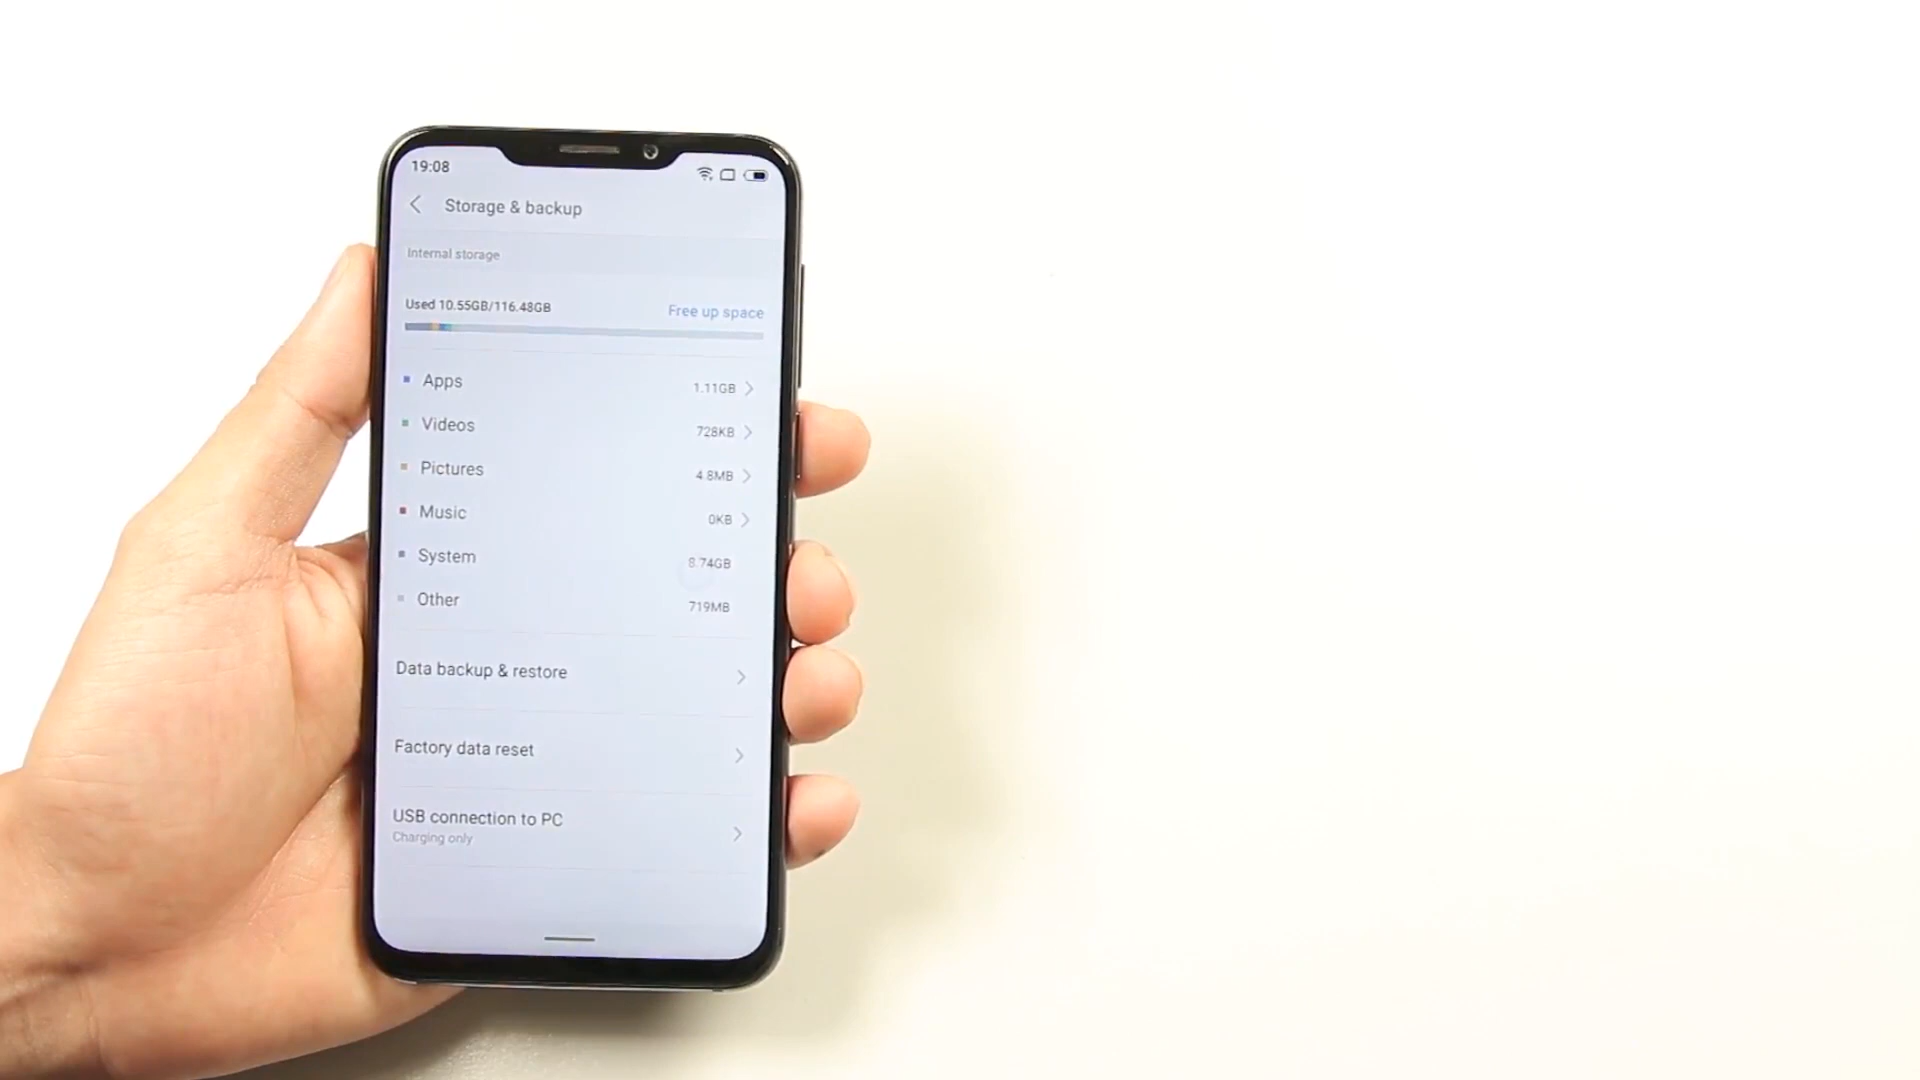 19:08
Storage & backup
Internal storage
Used 10.55GB/116.48GB
Free up space
Apps 1.11GB
Videos 728KB
Pictures 4.8MB
Music 0KB
System 8.74GB
Other 719MB
Data backup & restore
Factory data reset
USB connection to PC
Charging only